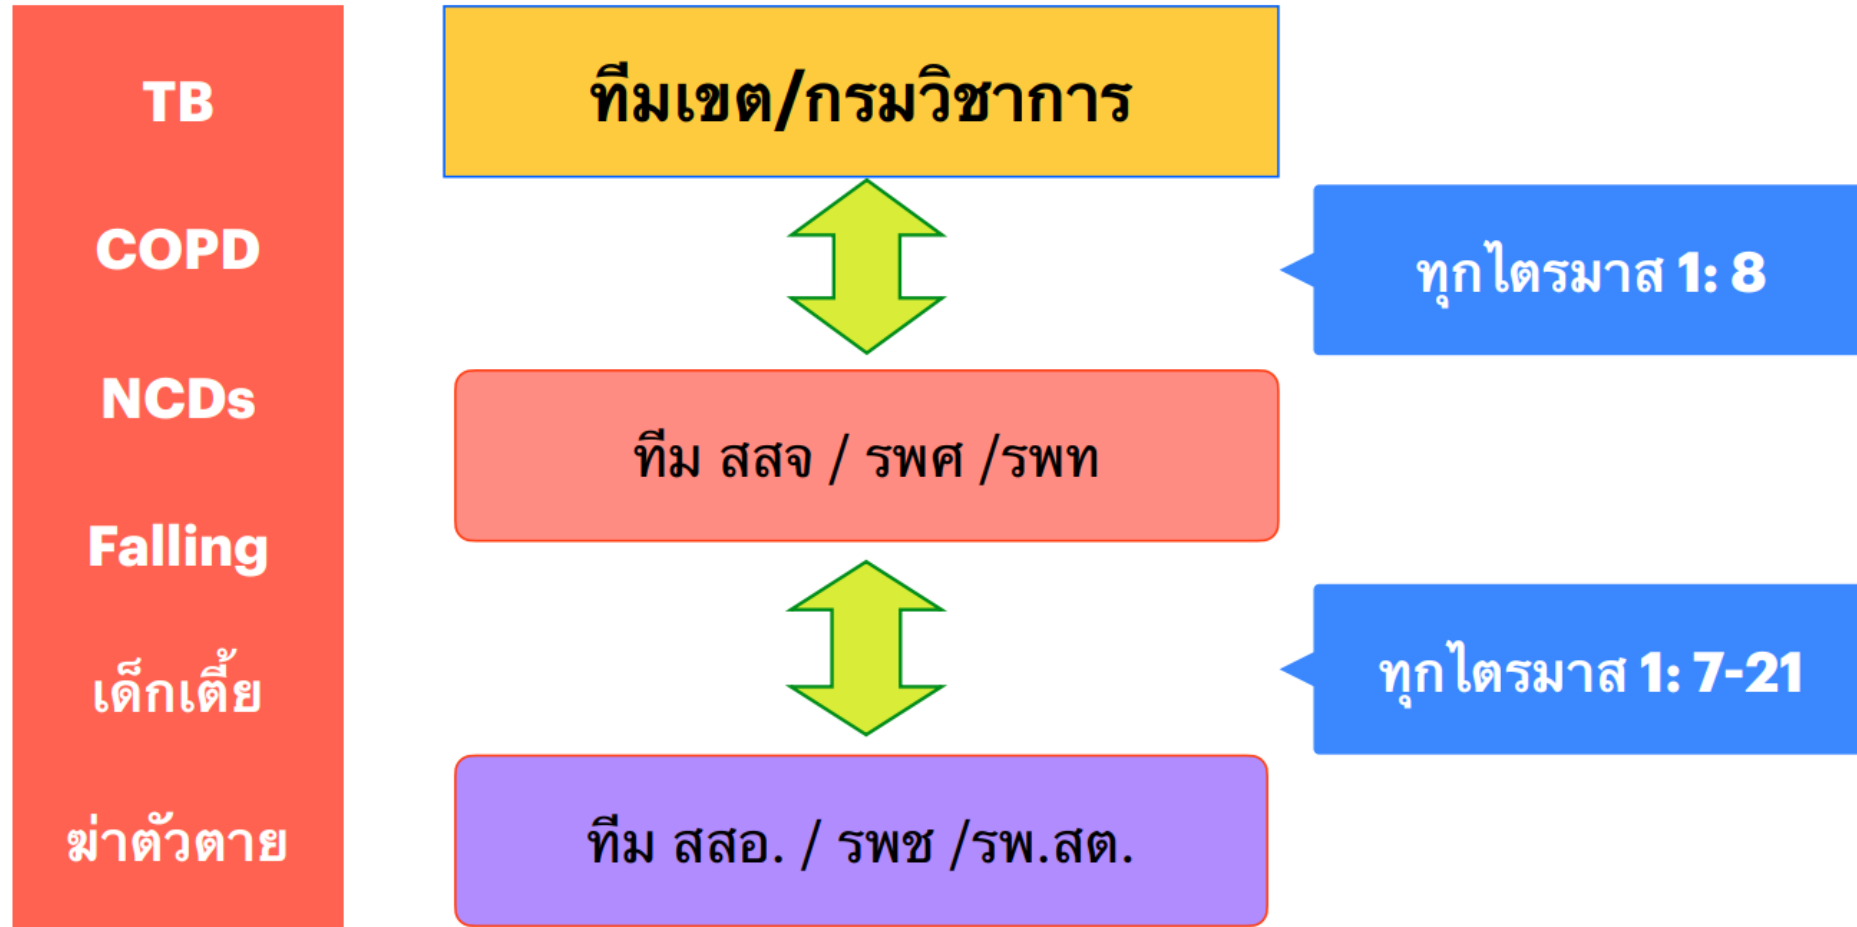 TB
COPD
NCDs
Falling
เด็กเตี้ย
ฆ่าตัวตาย
ทีมเขต/กรมวิชาการ
ทุกไตรมาส 1: 8
ทีม สสจ / รพศ /รพท
ทุกไตรมาส 1: 7-21
ทีม สสอ. / รพช /รพ.สต.